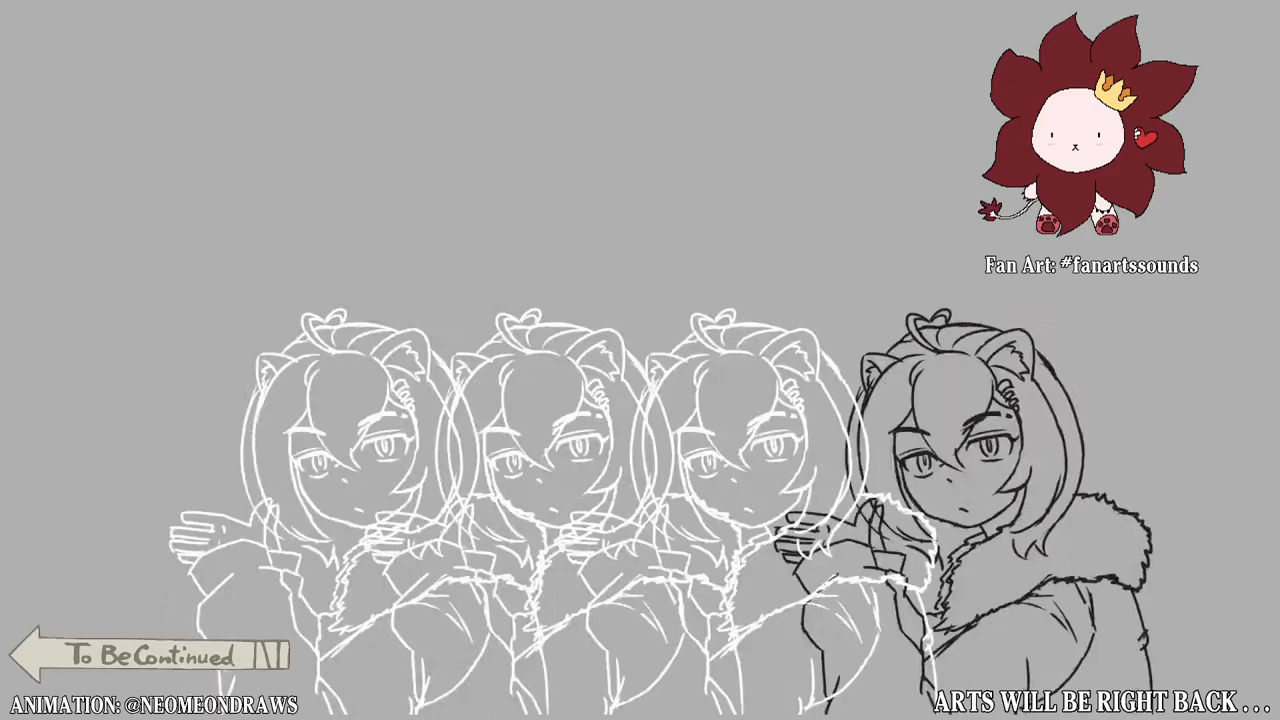 Fan Art: #fanartssounds
To Be Continued
ANIMATION: @NEOMEONDRAWS
ARTS WILL BE RIGHT BACK . . .